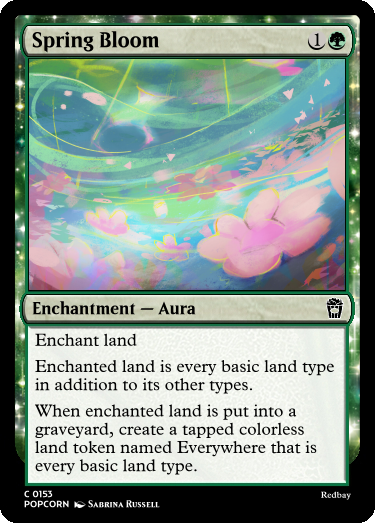 Spring Bloom 1
Enchantment — Aura
Enchant land
Enchanted land is every basic land type
in addition to its other types.
When enchanted land is put into a
graveyard, create a tapped colorless
land token named Everywhere that is
every basic land type.
C 0153 Redbay
POPCORN Sabrina Russell